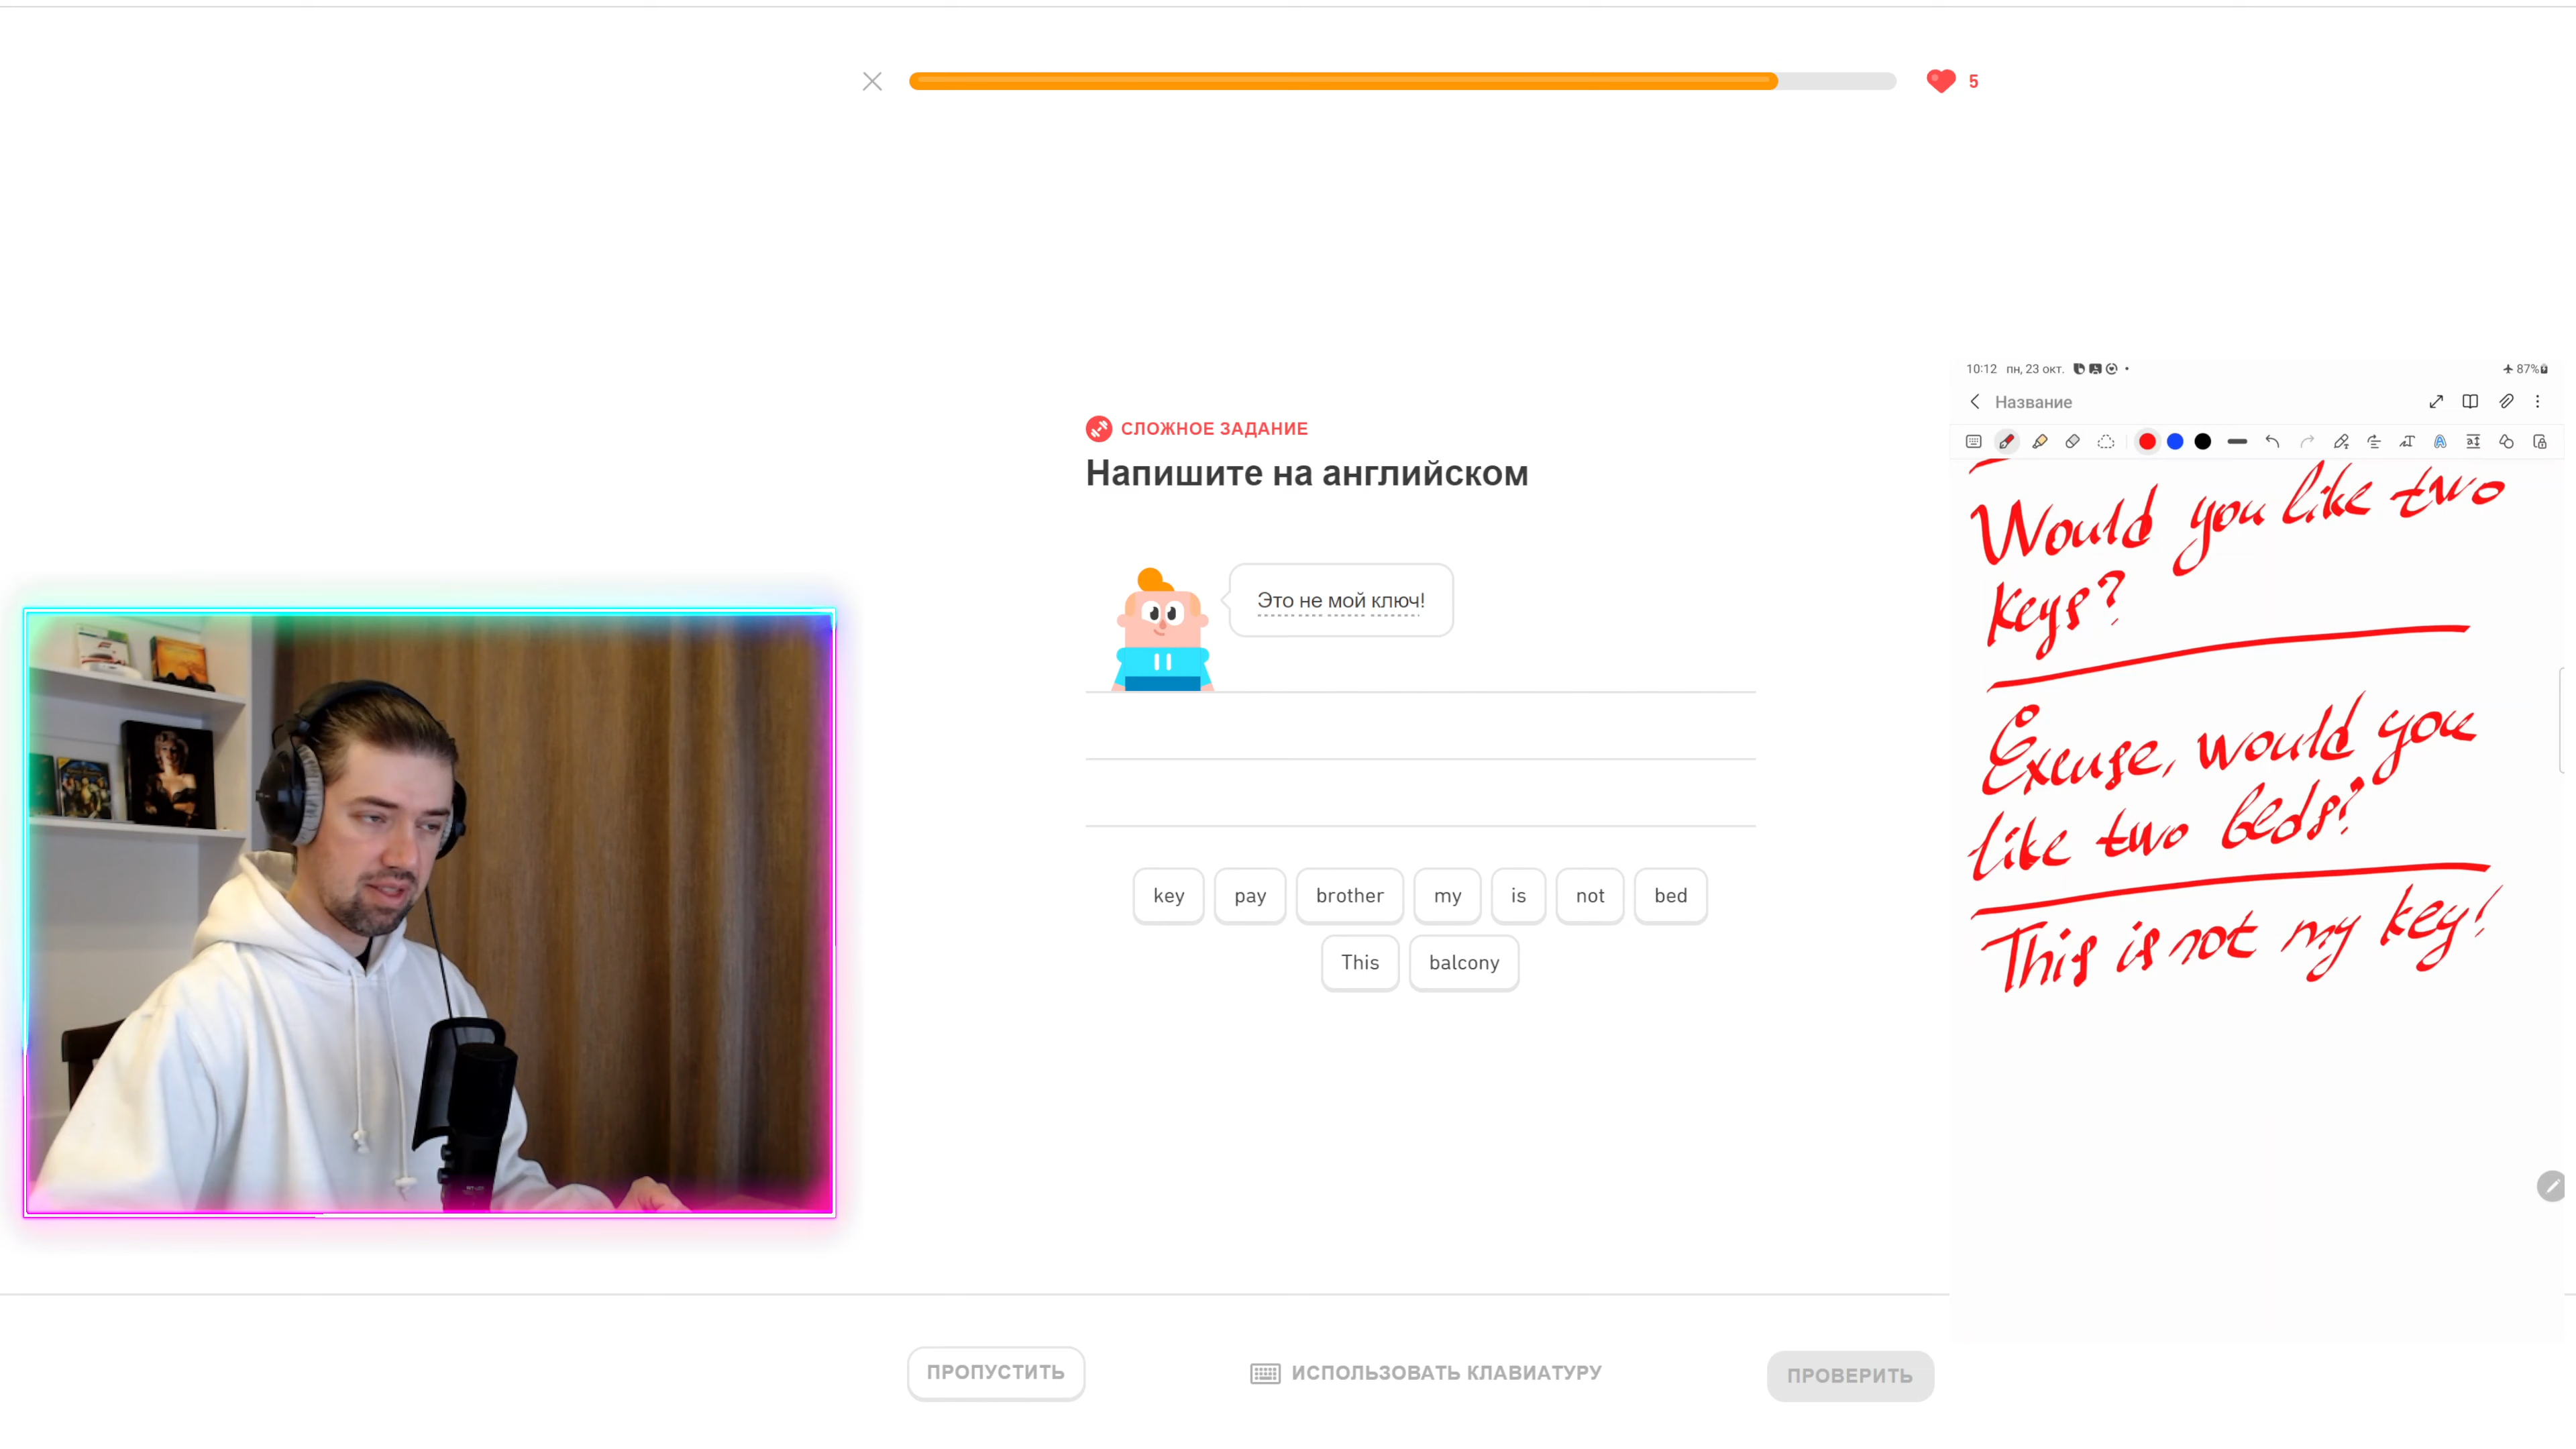 5
СЛОЖНОЕ ЗАДАНИЕ
Напишите на английском
Это не мой ключ!
key pay brother my is not bed
This balcony
ПРОПУСТИТЬ
ИСПОЛЬЗОВАТЬ КЛАВИАТУРУ
ПРОВЕРИТЬ
10:12 пн, 23 окт.
87%
Название
Would you like two
keys?
Excuse, would you
like two beds?
This is not my key!